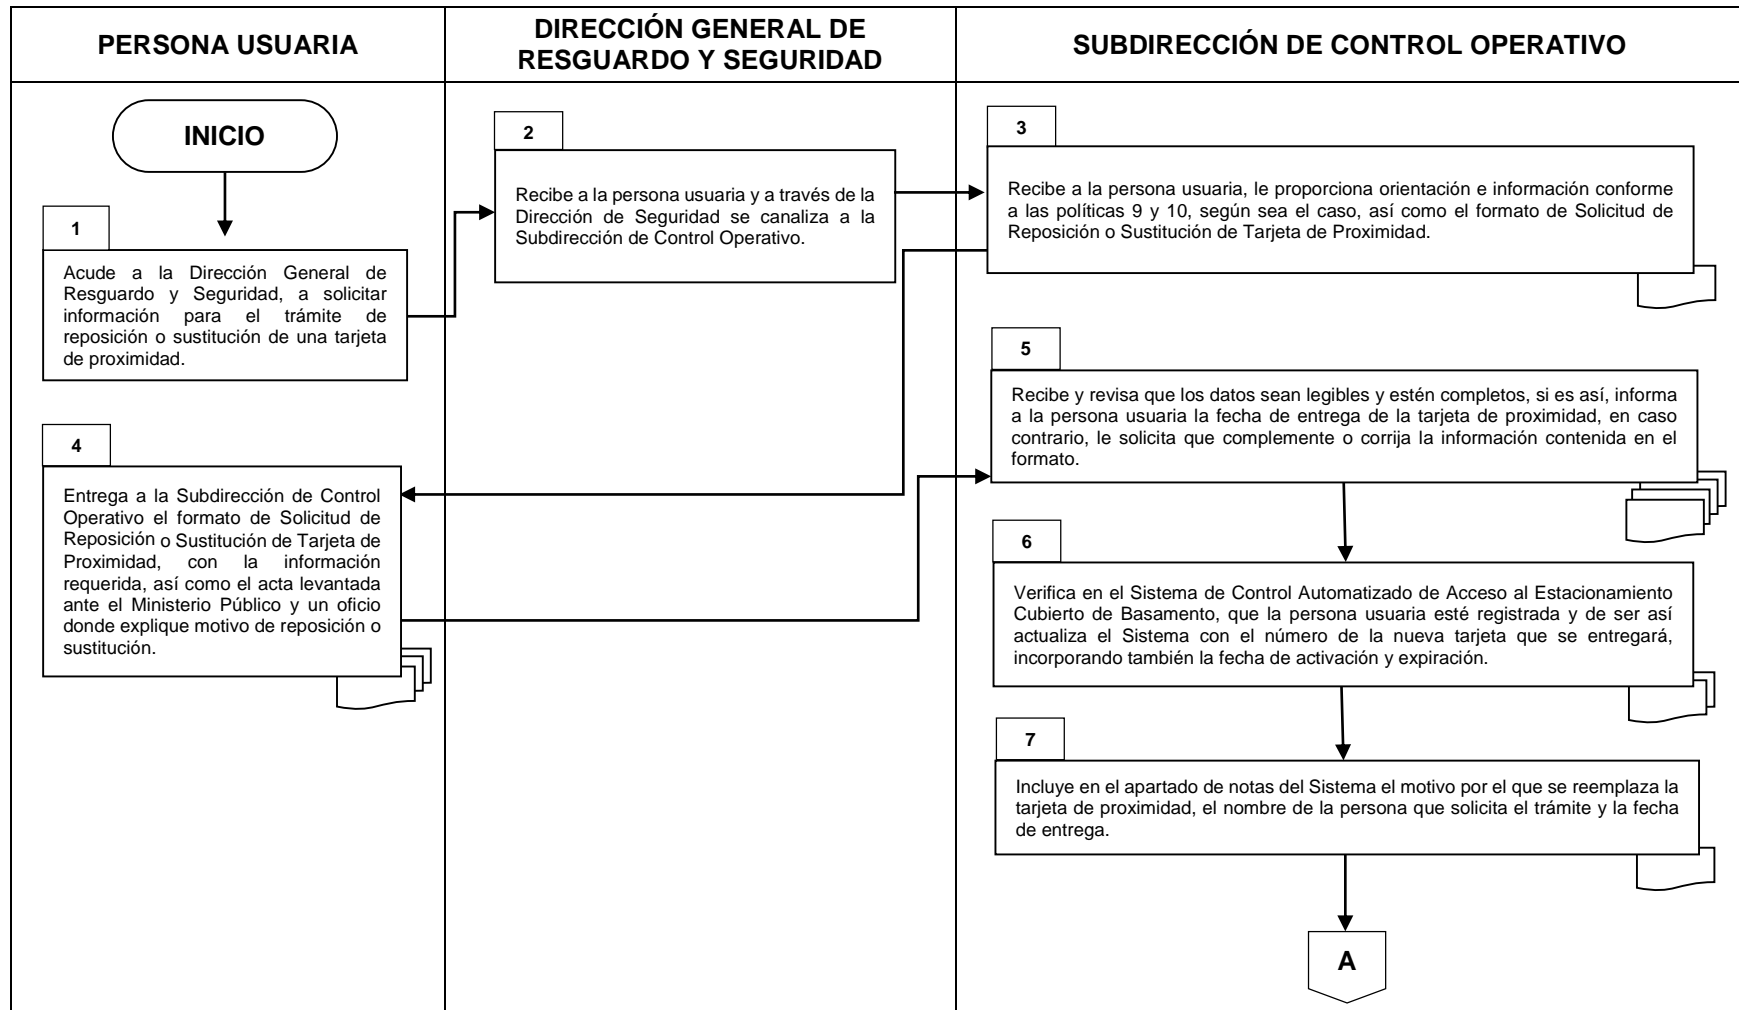 PERSONA USUARIA
DIRECCIÓN GENERAL DE
RESGUARDO Y SEGURIDAD
SUBDIRECCIÓN DE CONTROL OPERATIVO
INICIO
1
Acude a la Dirección General de
Resguardo y Seguridad, a solicitar
información para el trámite de
reposición o sustitución de una tarjeta
de proximidad.
2
Recibe a la persona usuaria y a través de la
Dirección de Seguridad se canaliza a la
Subdirección de Control Operativo.
3
Recibe a la persona usuaria, le proporciona orientación e información conforme
a las políticas 9 y 10, según sea el caso, así como el formato de Solicitud de
Reposición o Sustitución de Tarjeta de Proximidad.
4
Entrega a la Subdirección de Control
Operativo el formato de Solicitud de
Reposición o Sustitución de Tarjeta de
Proximidad, con la información
requerida, así como el acta levantada
ante el Ministerio Público y un oficio
donde explique motivo de reposición o
sustitución.
5
Recibe y revisa que los datos sean legibles y estén completos, si es así, informa
a la persona usuaria la fecha de entrega de la tarjeta de proximidad, en caso
contrario, le solicita que complemente o corrija la información contenida en el
formato.
6
Verifica en el Sistema de Control Automatizado de Acceso al Estacionamiento
Cubierto de Basamento, que la persona usuaria esté registrada y de ser así
actualiza el Sistema con el número de la nueva tarjeta que se entregará,
incorporando también la fecha de activación y expiración.
7
Incluye en el apartado de notas del Sistema el motivo por el que se reemplaza la
tarjeta de proximidad, el nombre de la persona que solicita el trámite y la fecha
de entrega.
A